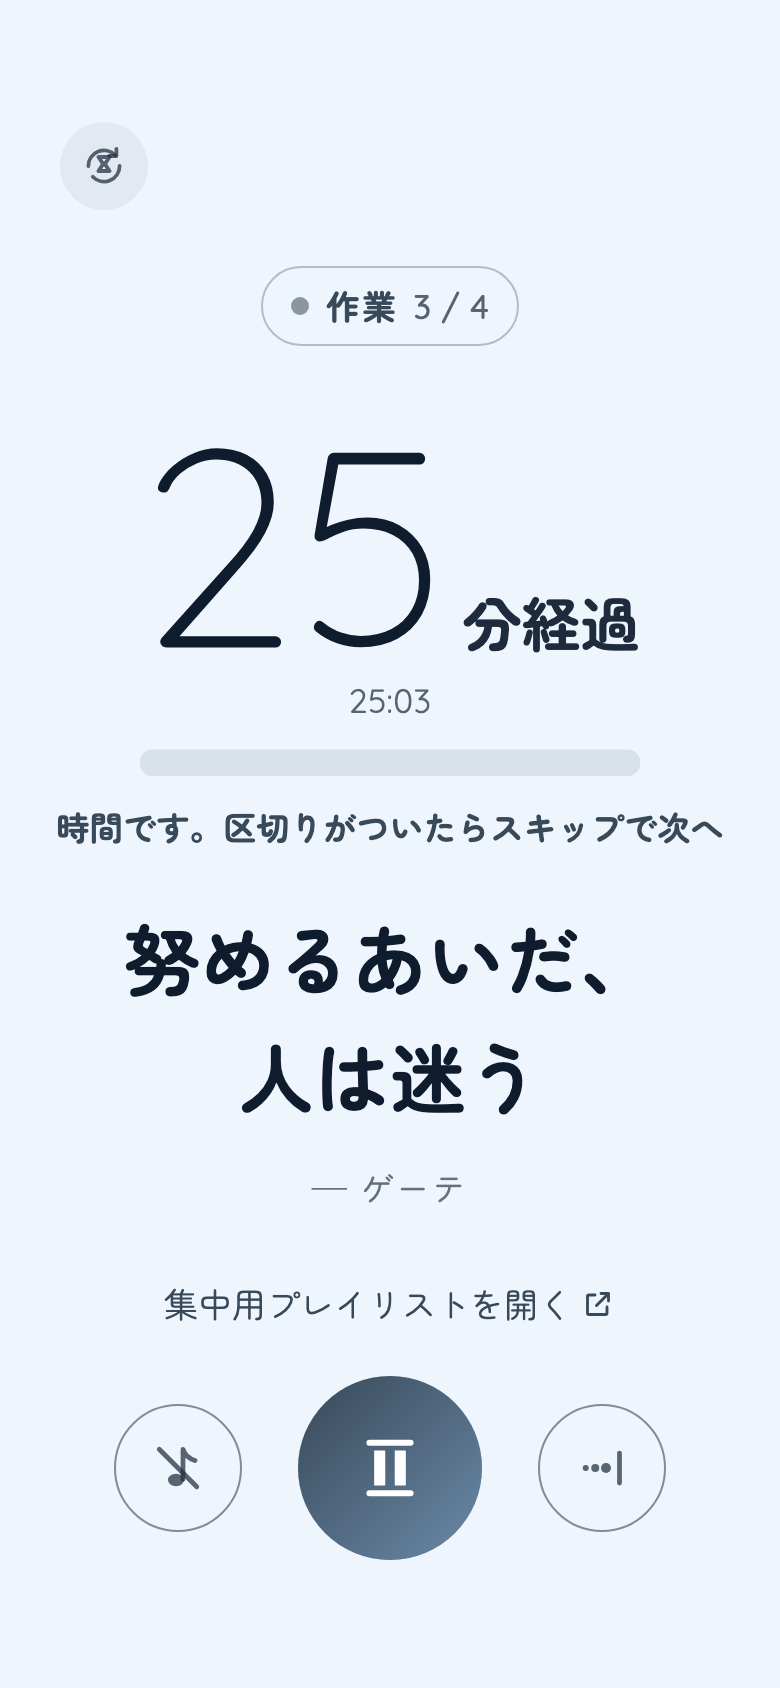 作業 3 / 4
25 分経過
25:03
時間です。区切りがついたらスキップで次へ
努めるあいだ、
人は迷う
— ゲーテ
集中用プレイリストを開く